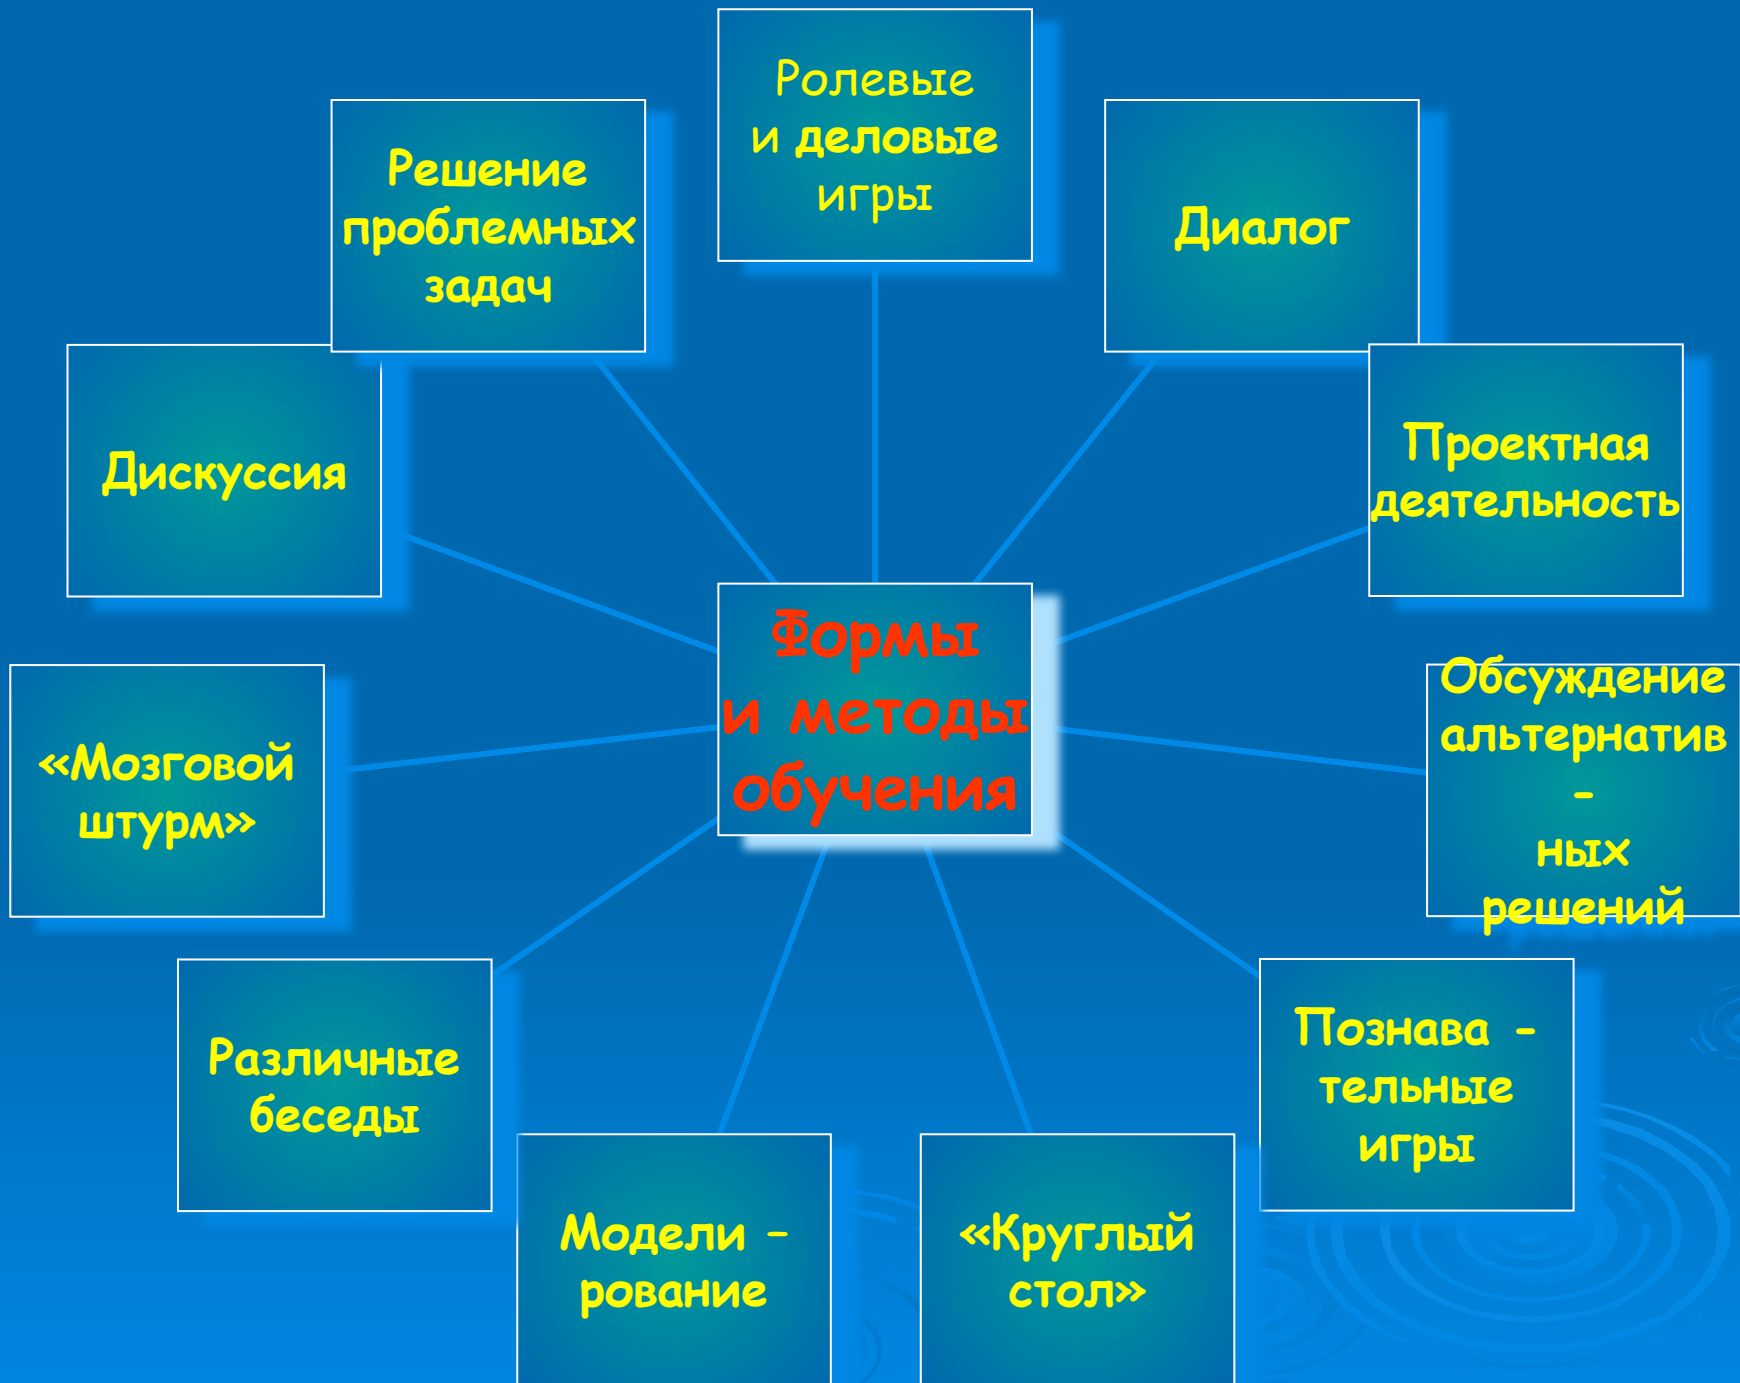 Ролевые
и деловые
игры
Решение
проблемных
задач
Диалог
Дискуссия
Проектная
деятельность
Формы
и методы
обучения
«Мозговой
штурм»
Обсуждение
альтернатив
-
ных
решений
Различные
беседы
Познава -
тельные
игры
Модели -
рование
«Круглый
стол»